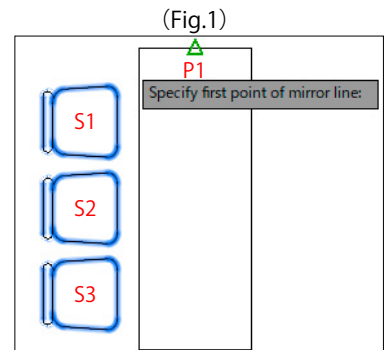 (Fig.1)
P1
Specify first point of mirror line:
S1
S2
S3